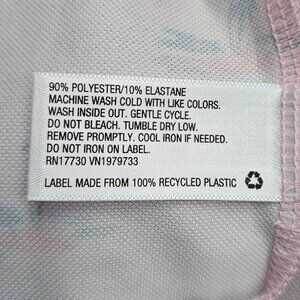 90% POLYESTER/10% ELASTANE
MACHINE WASH COLD WITH LIKE COLORS.
WASH INSIDE OUT. GENTLE CYCLE.
DO NOT BLEACH. TUMBLE DRY LOW.
REMOVE PROMPTLY. COOL IRON IF NEEDED.
DO NOT IRON ON LABEL.
RN17730 VN1979733
LABEL MADE FROM 100% RECYCLED PLASTIC